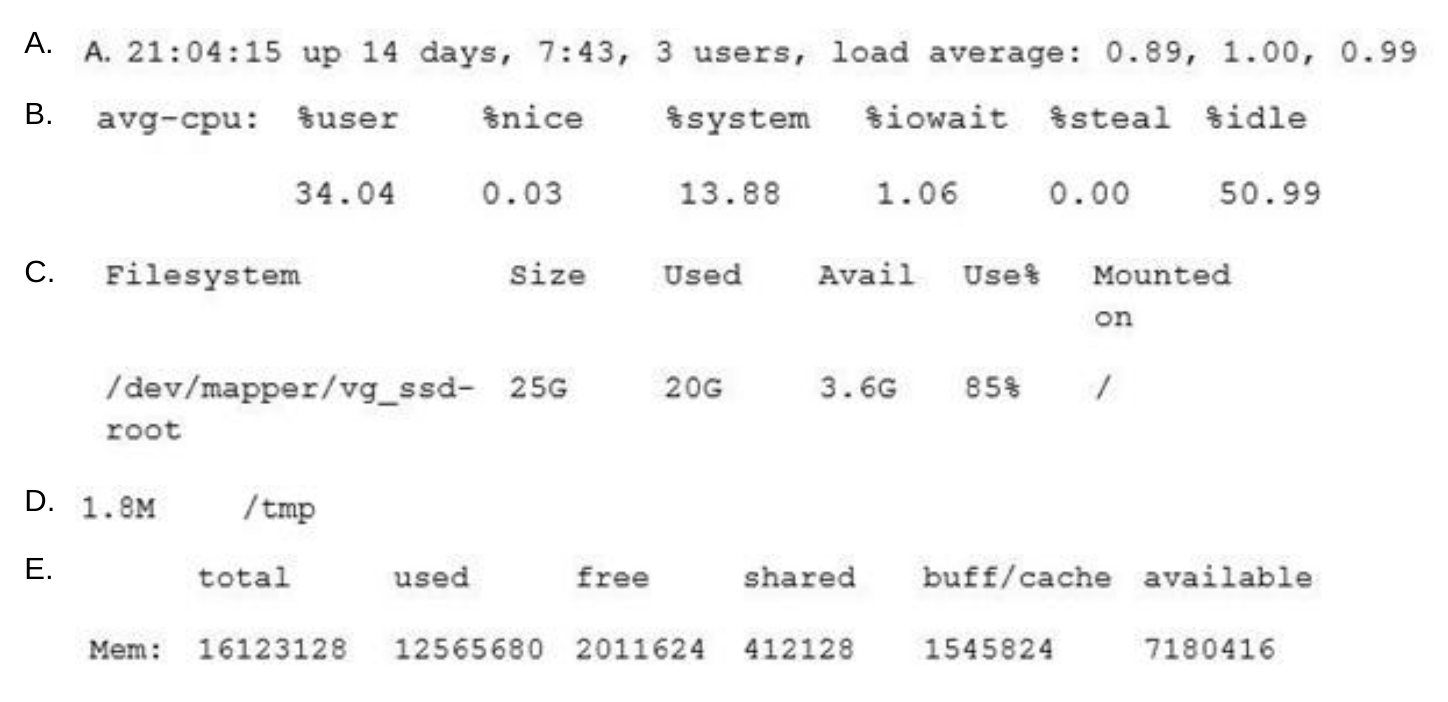 A. A. 21:04:15 up 14 days, 7:43, 3 users, load average: 0.89, 1.00, 0.99
B. avg-cpu: %user %nice %system %iowait %steal %idle
34.04 0.03 13.88 1.06 0.00 50.99
C. Filesystem Size Used Avail Use% Mounted
on
/dev/mapper/vg_ssd- 25G 20G 3.6G 85% /
root
D. 1.8M /tmp
E. total used free shared buff/cache available
Mem: 16123128 12565680 2011624 412128 1545824 7180416